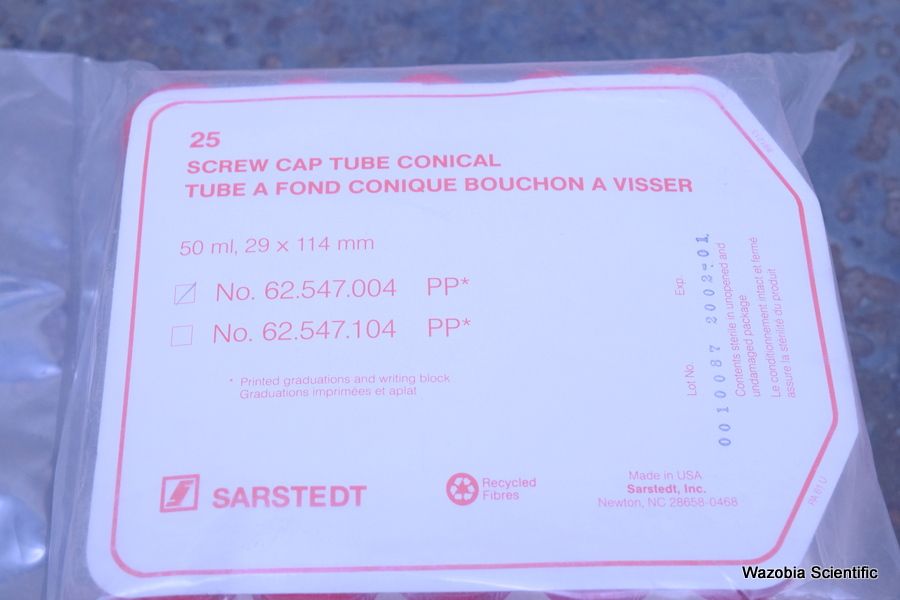 25
SCREW CAP TUBE CONICAL
TUBE A FOND CONIQUE BOUCHON A VISSER
50 ml, 29 x 114 mm
No. 62.547.004 PP*
No. 62.547.104 PP*
* Printed graduations and writing block
Graduations imprimées et aplat
SARSTEDT
Recycled
Fibres
Made in USA
Sarstedt, Inc.
Newton, NC 28658-0468
Lot No. Exp.
0010087 2002-01
Contents sterile in unopened and
undamaged package
Le conditionnement intact et fermé
assure la stérilité du produit
Wazobia Scientific